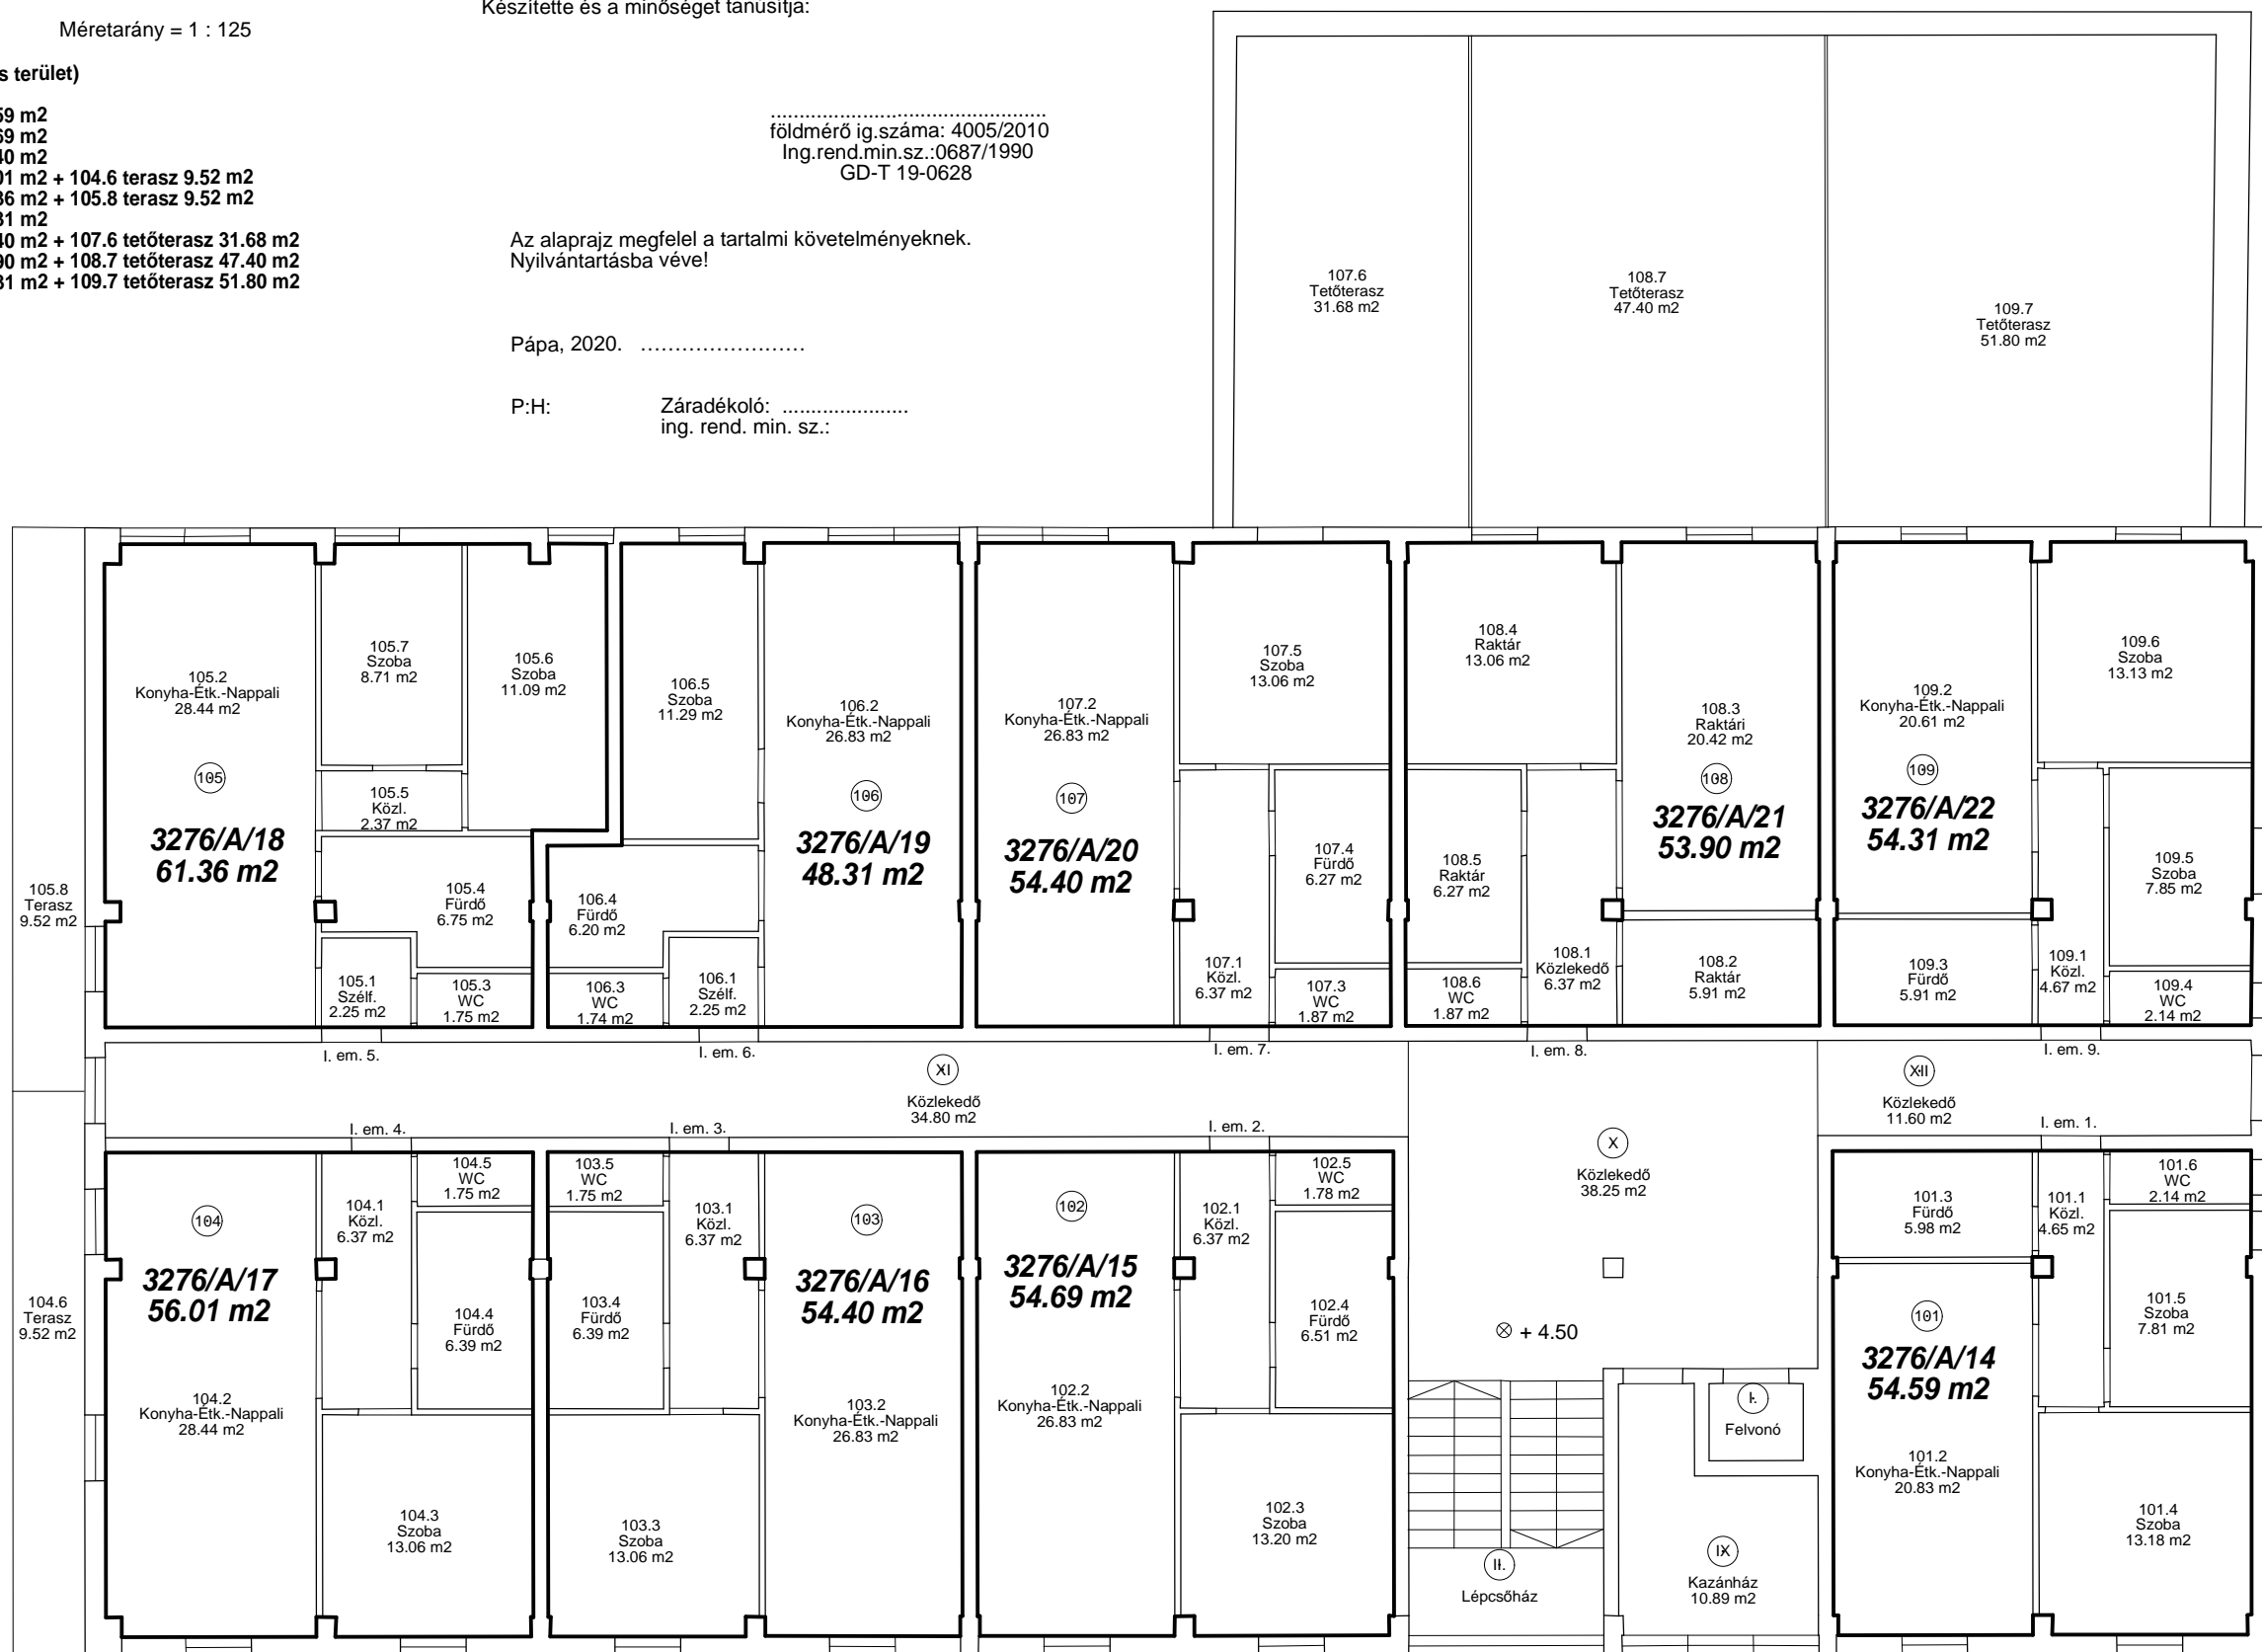 Készítette és a minőséget tanúsítja:
Méretarány = 1 : 125
s terület)
59 m2
69 m2
40 m2
01 m2 + 104.6 terasz 9.52 m2
36 m2 + 105.8 terasz 9.52 m2
31 m2
40 m2 + 107.6 tetőterasz 31.68 m2
90 m2 + 108.7 tetőterasz 47.40 m2
31 m2 + 109.7 tetőterasz 51.80 m2
földmérő ig.száma: 4005/2010
Ing.rend.min.sz.:0687/1990
GD-T 19-0628
Az alaprajz megfelel a tartalmi követelményeknek.
Nyilvántartásba véve!
Pápa, 2020. ........................
P:H:
Záradékoló: ......................
ing. rend. min. sz.:
107.6
Tetőterasz
31.68 m2
108.7
Tetőterasz
47.40 m2
109.7
Tetőterasz
51.80 m2
105.8
Terasz
9.52 m2
105.2
Konyha-Étk.-Nappali
28.44 m2
105
3276/A/18
61.36 m2
105.7
Szoba
8.71 m2
105.6
Szoba
11.09 m2
105.5
Közl.
2.37 m2
105.4
Fürdő
6.75 m2
105.1
Szélf.
2.25 m2
105.3
WC
1.75 m2
106.5
Szoba
11.29 m2
106.2
Konyha-Étk.-Nappali
26.83 m2
106
3276/A/19
48.31 m2
106.4
Fürdő
6.20 m2
106.3
WC
1.74 m2
106.1
Szélf.
2.25 m2
107.2
Konyha-Étk.-Nappali
26.83 m2
107
3276/A/20
54.40 m2
107.5
Szoba
13.06 m2
107.4
Fürdő
6.27 m2
107.1
Közl.
6.37 m2
107.3
WC
1.87 m2
108.4
Raktár
13.06 m2
108.3
Raktári
20.42 m2
108
3276/A/21
53.90 m2
108.5
Raktár
6.27 m2
108.1
Közlekedő
6.37 m2
108.6
WC
1.87 m2
108.2
Raktár
5.91 m2
109.2
Konyha-Étk.-Nappali
20.61 m2
109
3276/A/22
54.31 m2
109.6
Szoba
13.13 m2
109.5
Szoba
7.85 m2
109.3
Fürdő
5.91 m2
109.1
Közl.
4.67 m2
109.4
WC
2.14 m2
I. em. 5.
I. em. 6.
I. em. 7.
I. em. 8.
I. em. 9.
XI
Közlekedő
34.80 m2
XII
Közlekedő
11.60 m2
I. em. 4.
I. em. 3.
I. em. 2.
I. em. 1.
X
Közlekedő
38.25 m2
104.6
Terasz
9.52 m2
104
3276/A/17
56.01 m2
104.2
Konyha-Étk.-Nappali
28.44 m2
104.1
Közl.
6.37 m2
104.5
WC
1.75 m2
104.4
Fürdő
6.39 m2
104.3
Szoba
13.06 m2
103.5
WC
1.75 m2
103.1
Közl.
6.37 m2
103.4
Fürdő
6.39 m2
103.3
Szoba
13.06 m2
103
3276/A/16
54.40 m2
103.2
Konyha-Étk.-Nappali
26.83 m2
102
3276/A/15
54.69 m2
102.2
Konyha-Étk.-Nappali
26.83 m2
102.1
Közl.
6.37 m2
102.5
WC
1.78 m2
102.4
Fürdő
6.51 m2
102.3
Szoba
13.20 m2
+ 4.50
II.
Lépcsőház
I.
Felvonó
IX
Kazánház
10.89 m2
101.3
Fürdő
5.98 m2
101.1
Közl.
4.65 m2
101.6
WC
2.14 m2
101.5
Szoba
7.81 m2
101
3276/A/14
54.59 m2
101.2
Konyha-Étk.-Nappali
20.83 m2
101.4
Szoba
13.18 m2